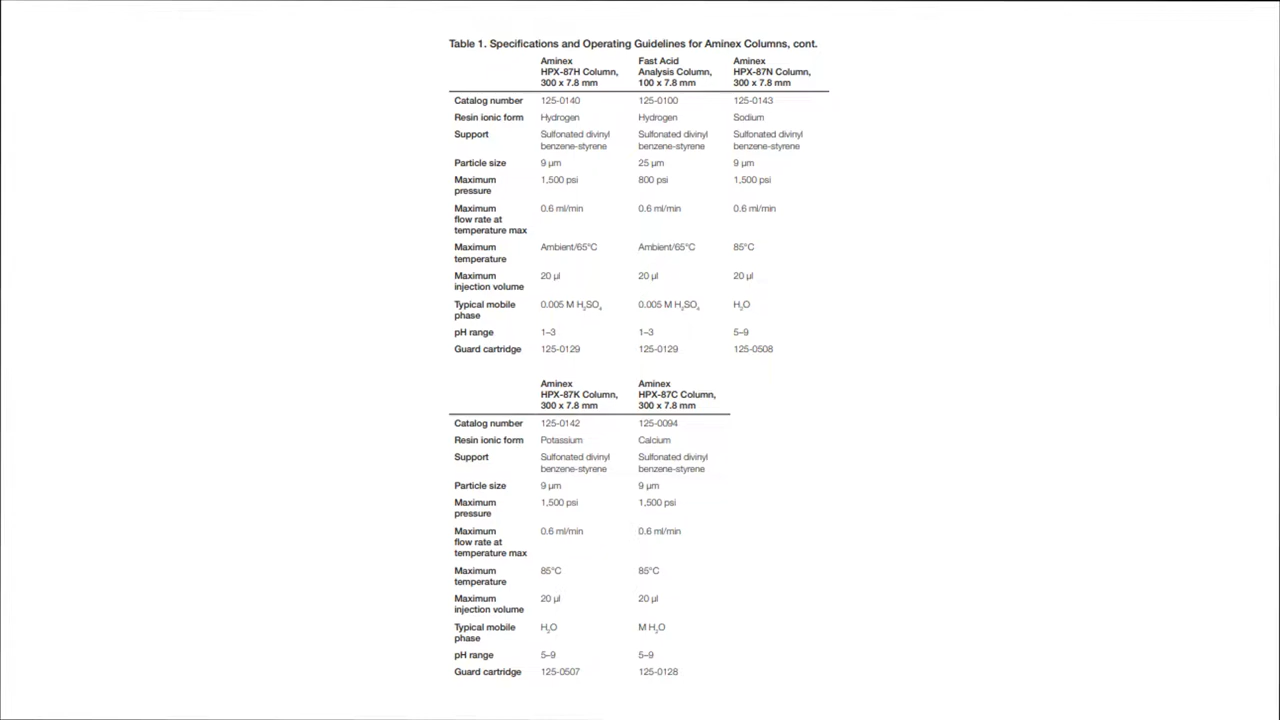 Table 1. Specifications and Operating Guidelines for Aminex Columns, cont.
Aminex Fast Acid Aminex
HPX-87H Column, Analysis Column, HPX-87N Column,
300 x 7.8 mm 100 x 7.8 mm 300 x 7.8 mm
Catalog number 125-0140 125-0100 125-0143
Resin ionic form Hydrogen Hydrogen Sodium
Support Sulfonated divinyl Sulfonated divinyl Sulfonated divinyl
benzene-styrene benzene-styrene benzene-styrene
Particle size 9 µm 25 µm 9 µm
Maximum 1,500 psi 800 psi 1,500 psi
pressure
Maximum 0.6 ml/min 0.6 ml/min 0.6 ml/min
flow rate at
temperature max
Maximum Ambient/65°C Ambient/65°C 85°C
temperature
Maximum 20 µl 20 µl 20 µl
injection volume
Typical mobile 0.005 M H₂SO₄ 0.005 M H₂SO₄ H₂O
phase
pH range 1–3 1–3 5–9
Guard cartridge 125-0129 125-0129 125-0508
Aminex Aminex
HPX-87K Column, HPX-87C Column,
300 x 7.8 mm 300 x 7.8 mm
Catalog number 125-0142 125-0094
Resin ionic form Potassium Calcium
Support Sulfonated divinyl Sulfonated divinyl
benzene-styrene benzene-styrene
Particle size 9 µm 9 µm
Maximum 1,500 psi 1,500 psi
pressure
Maximum 0.6 ml/min 0.6 ml/min
flow rate at
temperature max
Maximum 85°C 85°C
temperature
Maximum 20 µl 20 µl
injection volume
Typical mobile H₂O M H₂O
phase
pH range 5–9 5–9
Guard cartridge 125-0507 125-0128